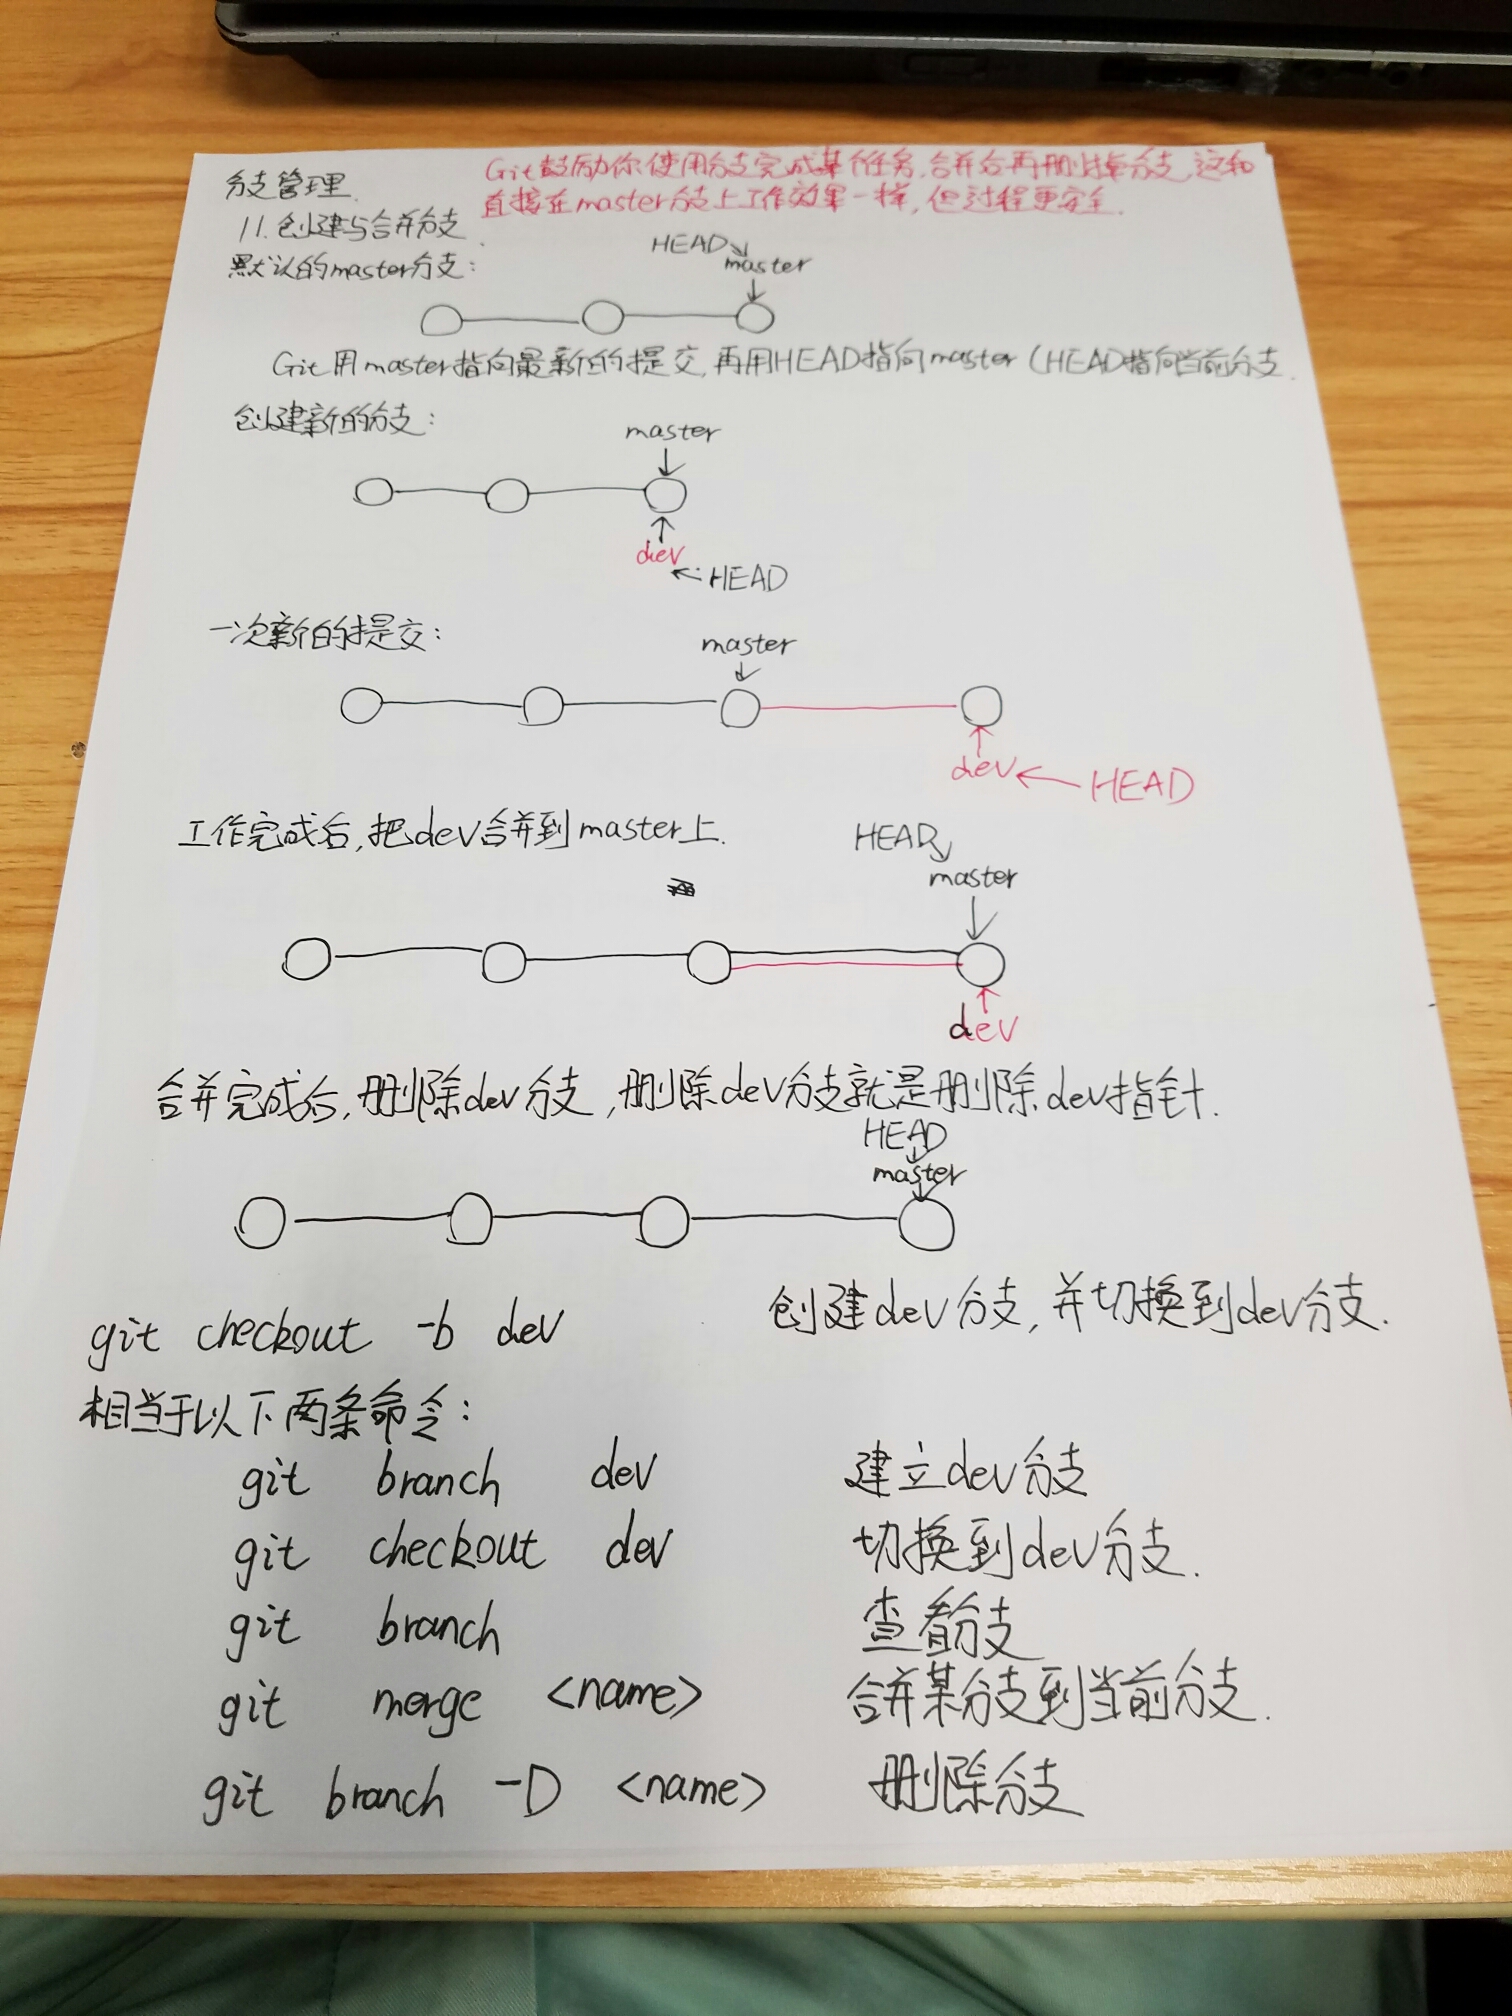 分支管理.
Git鼓励你使用分支完成某个任务,合并后再删掉分支,这和
直接在master分支上工作效果一样,但过程更安全.
11.创建与合并分支.
默认的master分支:
HEAD
master
Git用master指向最新的提交,再用HEAD指向master(HEAD指向当前分支.
创建新的分支:
master
dev
HEAD
一次新的提交:
master
dev
HEAD
工作完成后,把dev合并到master上.
HEAD
master
dev
合并完成后,删除dev分支,删除dev分支就是删除dev指针.
HEAD
master
git checkout -b dev 创建dev分支,并切换到dev分支.
相当于以下两条命令:
git branch dev 建立dev分支
git checkout dev 切换到dev分支.
git branch 查看分支
git merge <name> 合并某分支到当前分支.
git branch -D <name> 删除分支